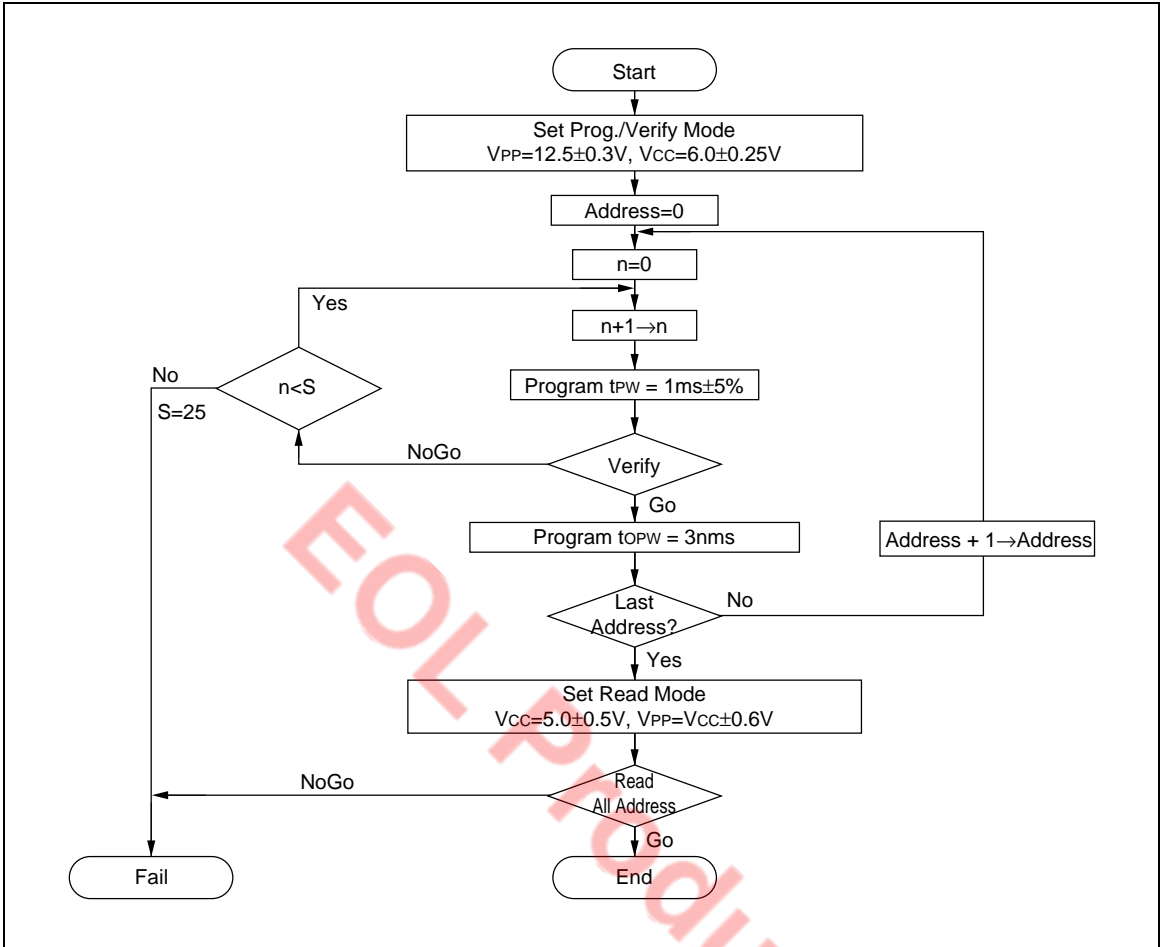 Start
Set Prog./Verify Mode
VPP=12.5±0.3V, VCC=6.0±0.25V
Address=0
n=0
Yes
n+1→n
No
n<S
S=25
Program tPW = 1ms±5%
NoGo
Verify
Go
Program tOPW = 3nms
Address + 1→Address
Last
Address?
No
Yes
Set Read Mode
VCC=5.0±0.5V, VPP=VCC±0.6V
NoGo
Read
All Address
Go
Fail
End
EOL Produ